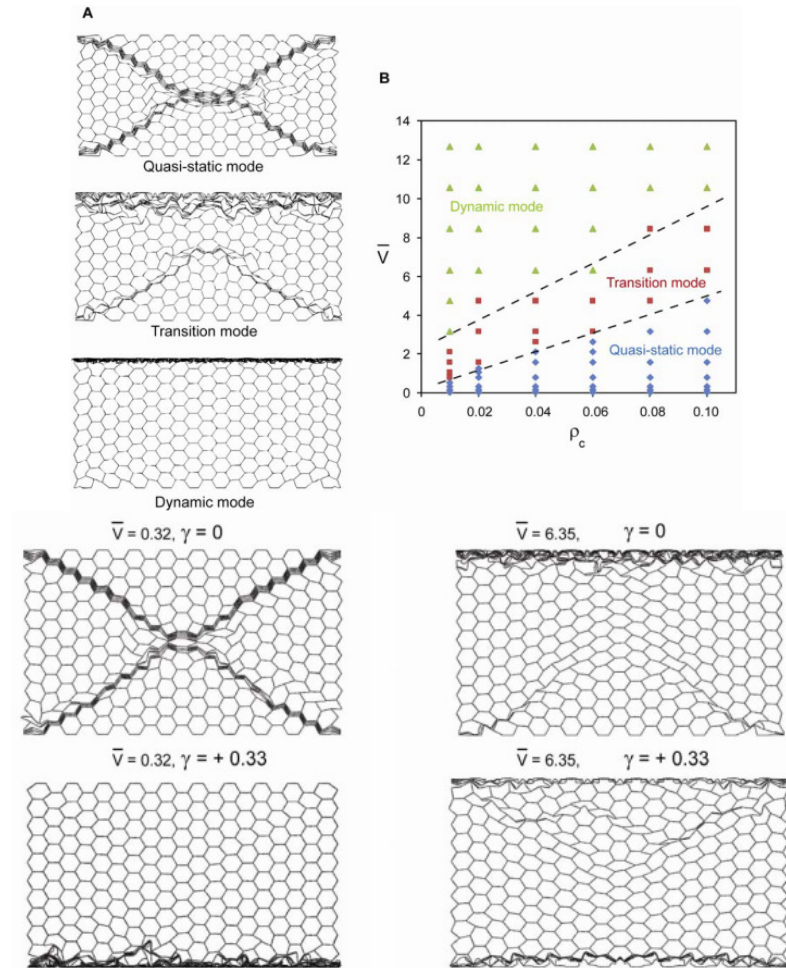 A
Quasi-static mode
Transition mode
Dynamic mode
B
14
12
10
8
6
4
2
0
V̅
Dynamic mode
Transition mode
Quasi-static mode
0
0.02
0.04
0.06
0.08
0.10
ρc
V̅ = 0.32, γ = 0
V̅ = 6.35, γ = 0
V̅ = 0.32, γ = + 0.33
V̅ = 6.35, γ = + 0.33